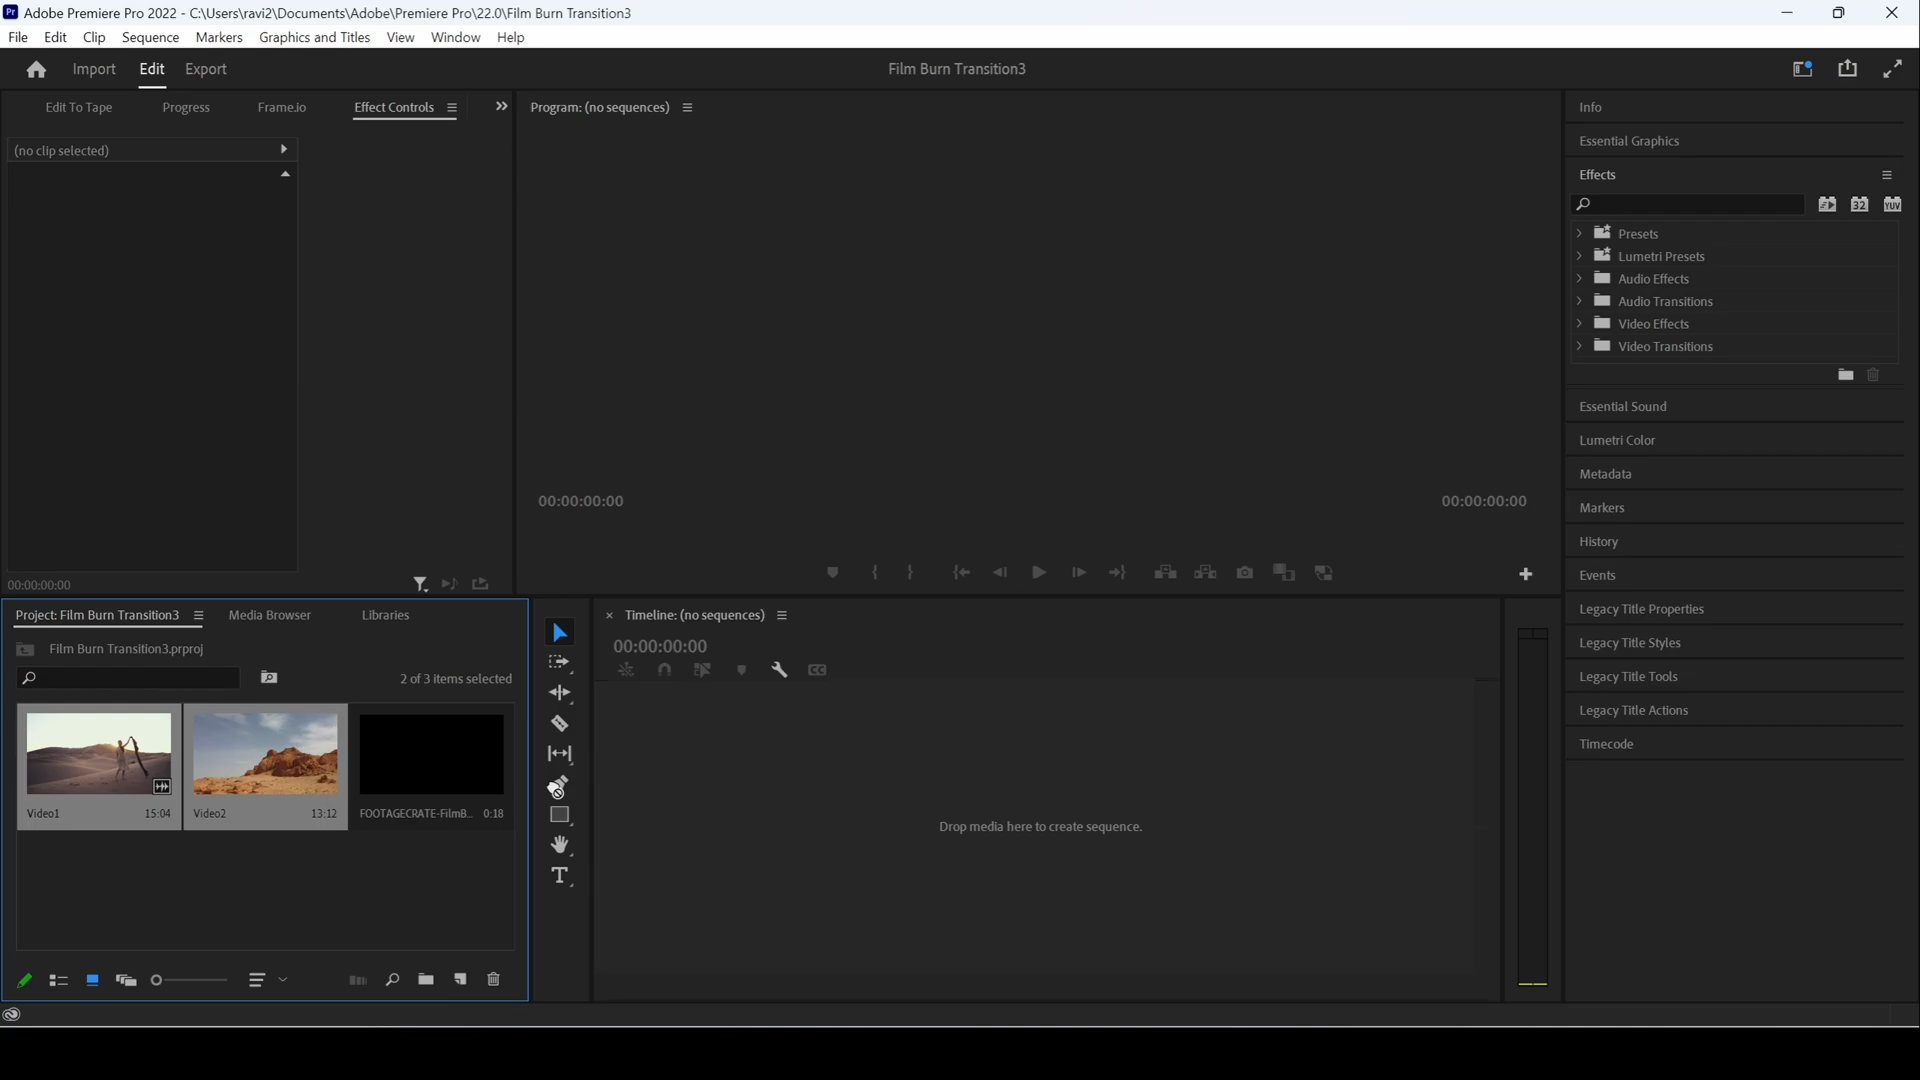 Pr Adobe Premiere Pro 2022 - C:\Users\ravi2\Documents\Adobe\Premiere Pro\22.0\Film Burn Transition3
File Edit Clip Sequence Markers Graphics and Titles View Window Help
Import Edit Export Film Burn Transition3
Edit To Tape Progress Frame.io Effect Controls
Program: (no sequences)
(no clip selected)
00:00:00:00 00:00:00:00
00:00:00:00
Info
Essential Graphics
Effects
32 YUV
Presets
Lumetri Presets
Audio Effects
Audio Transitions
Video Effects
Video Transitions
Essential Sound
Lumetri Color
Metadata
Markers
History
Events
Legacy Title Properties
Legacy Title Styles
Legacy Title Tools
Legacy Title Actions
Timecode
Project: Film Burn Transition3 Media Browser Libraries
Film Burn Transition3.prproj
2 of 3 items selected
Video1 15:04 Video2 13:12 FOOTAGECRATE-FilmB... 0:18
T
Timeline: (no sequences)
00:00:00:00
CC
Drop media here to create sequence.